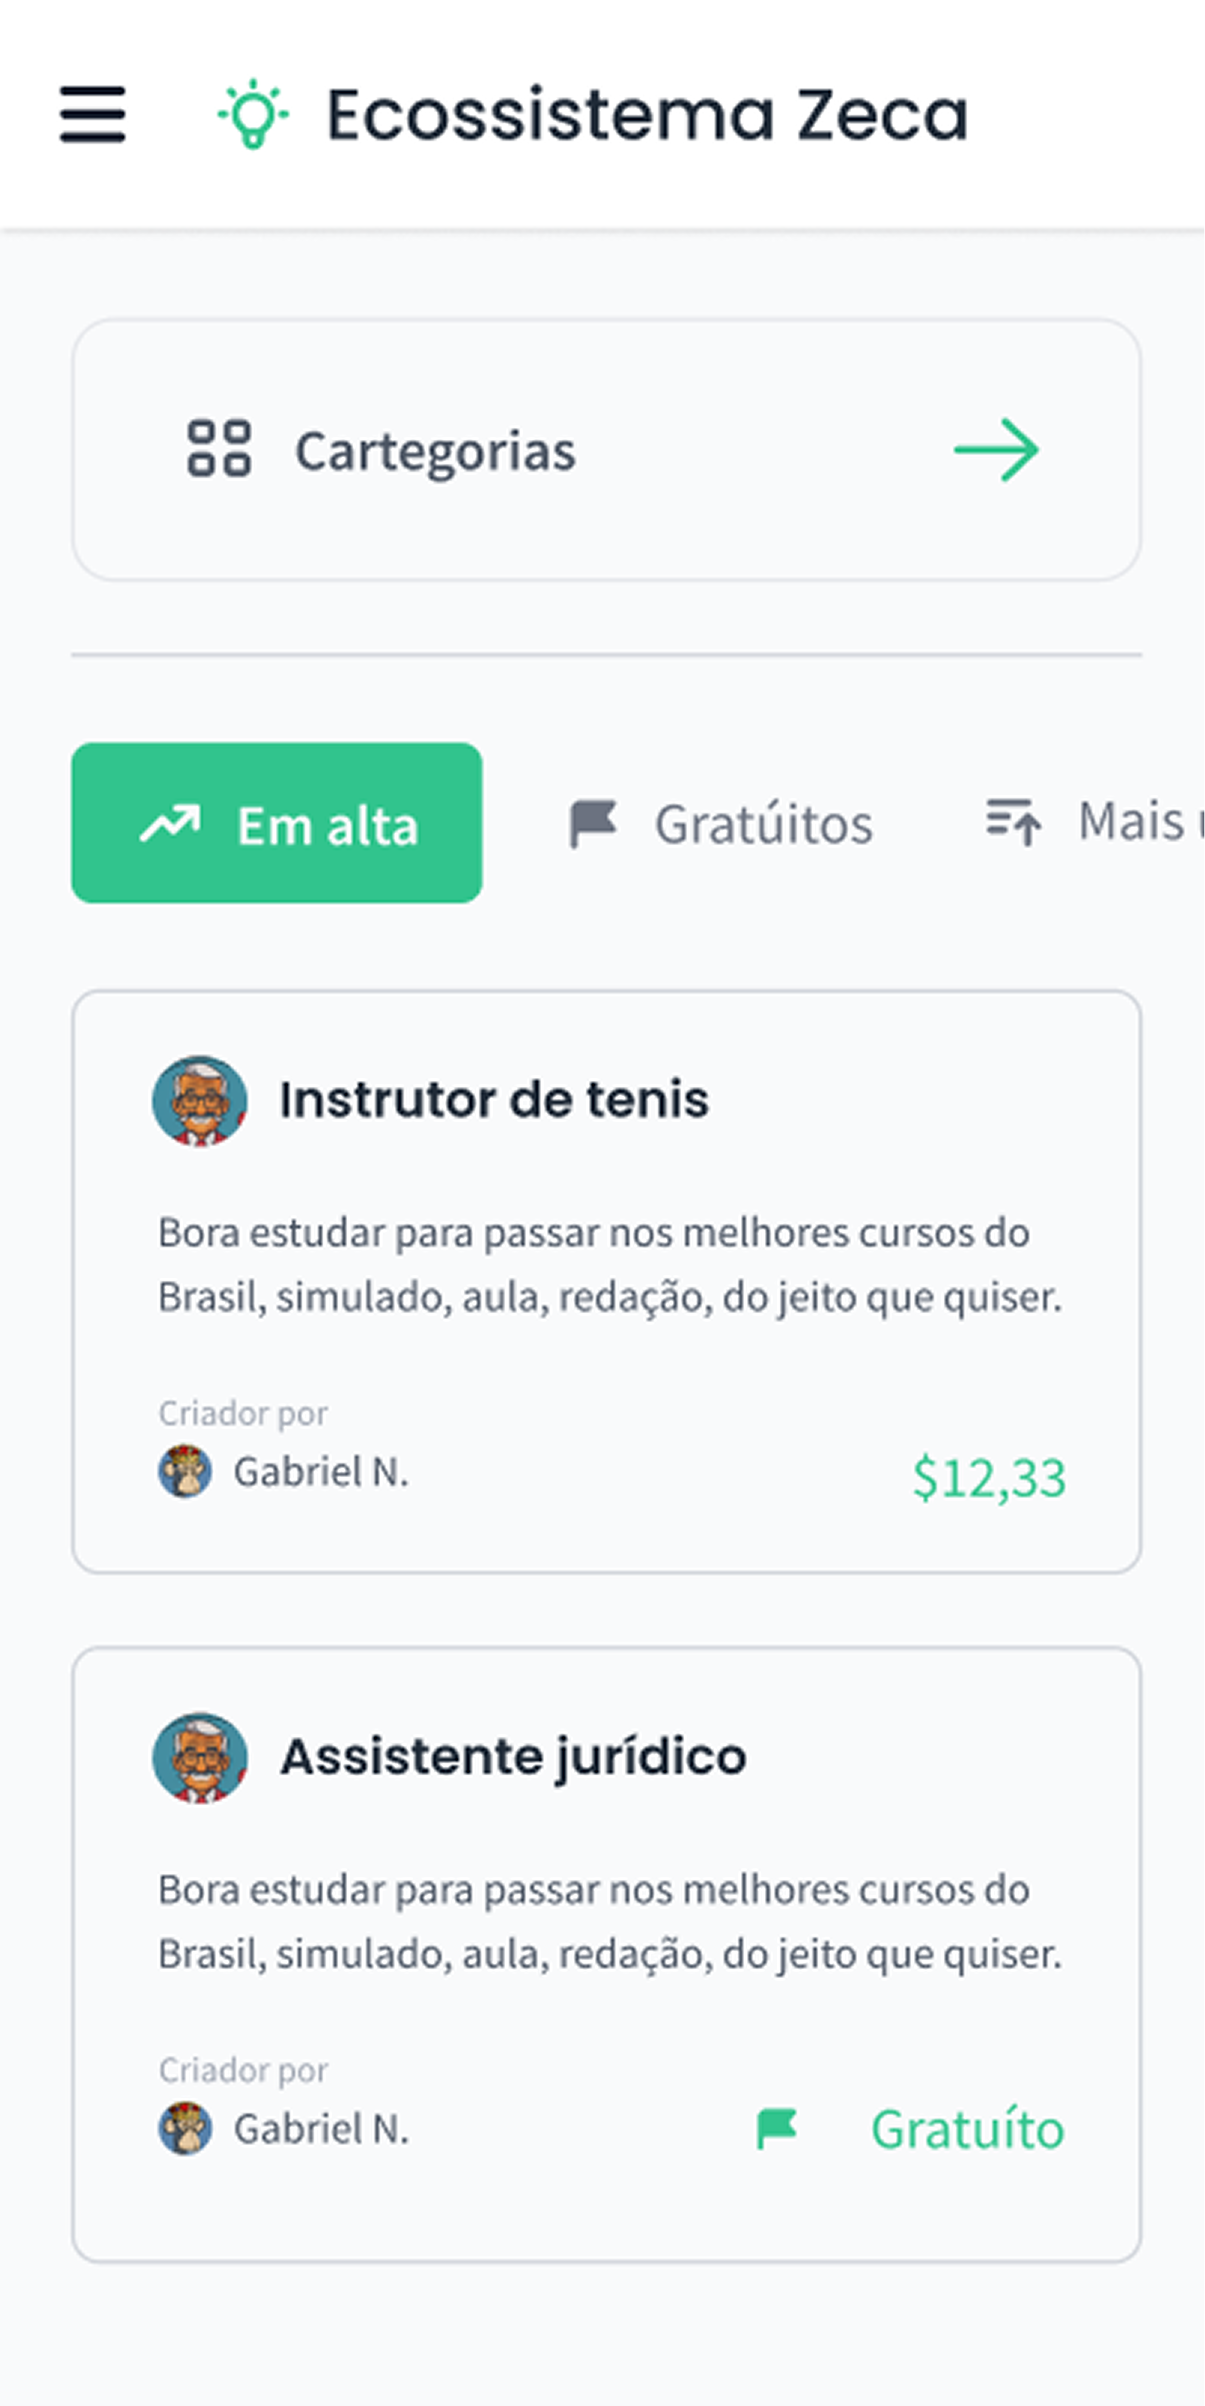 Ecossistema Zeca
Cartegorias
Em alta
Gratúitos
Mais
Instrutor de tenis
Bora estudar para passar nos melhores cursos do
Brasil, simulado, aula, redação, do jeito que quiser.
Criador por
Gabriel N.
$12,33
Assistente jurídico
Bora estudar para passar nos melhores cursos do
Brasil, simulado, aula, redação, do jeito que quiser.
Criador por
Gabriel N.
Gratuíto